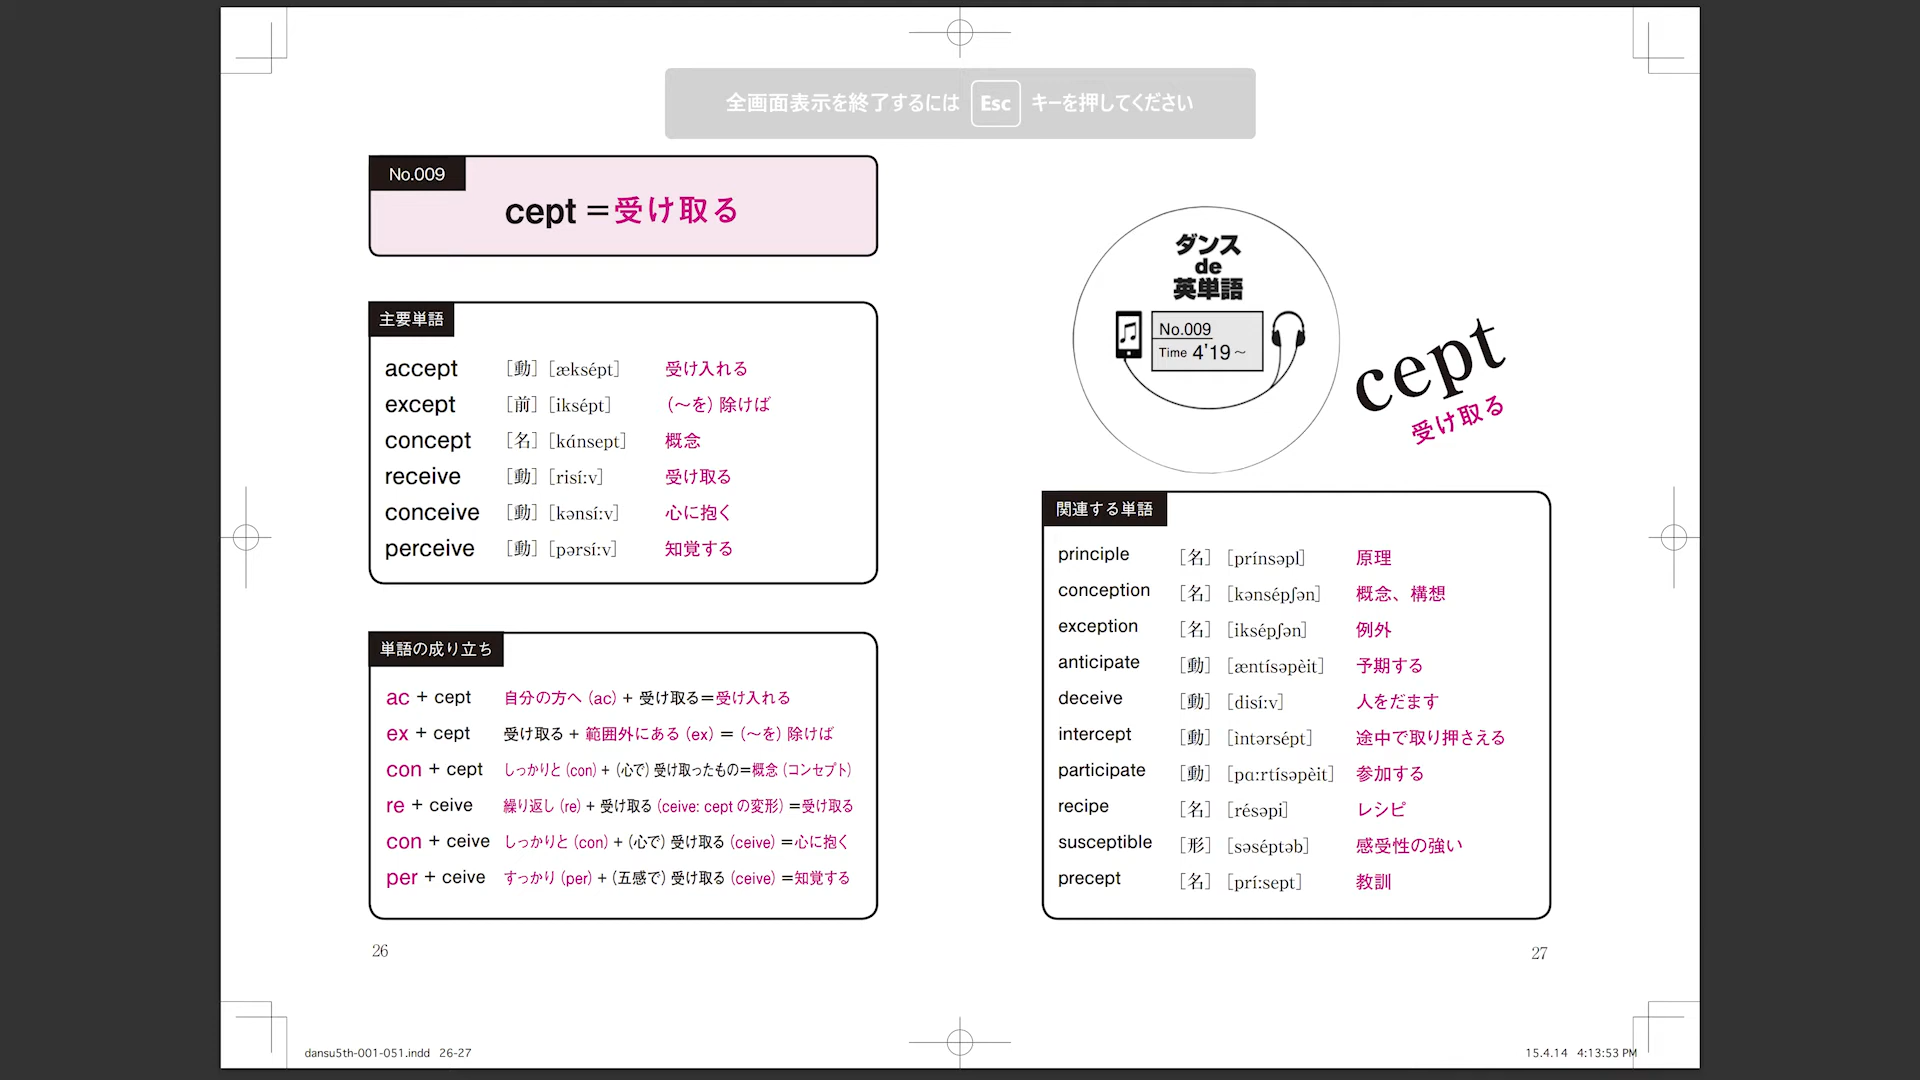 全画面表示を終了するには Esc キーを押してください
No.009
cept＝受け取る
主要単語
accept ［動］［æksépt］ 受け入れる
except ［前］［iksépt］ （〜を）除けば
concept ［名］［kɑ́nsept］ 概念
receive ［動］［risíːv］ 受け取る
conceive ［動］［kənsíːv］ 心に抱く
perceive ［動］［pərsíːv］ 知覚する
単語の成り立ち
ac + cept 自分の方へ（ac）+ 受け取る＝受け入れる
ex + cept 受け取る + 範囲外にある（ex）＝（〜を）除けば
con + cept しっかりと（con）+（心で）受け取ったもの＝概念（コンセプト）
re + ceive 繰り返し（re）+ 受け取る（ceive: cept の変形）＝受け取る
con + ceive しっかりと（con）+（心で）受け取る（ceive）＝心に抱く
per + ceive すっかり（per）+（五感で）受け取る（ceive）＝知覚する
26
ダンス
de
英単語
No.009
Time 4'19〜
cept
受け取る
関連する単語
principle ［名］［prínsəpl］ 原理
conception ［名］［kənsépʃən］ 概念、構想
exception ［名］［iksépʃən］ 例外
anticipate ［動］［æntísəpèit］ 予期する
deceive ［動］［disíːv］ 人をだます
intercept ［動］［ìntərsépt］ 途中で取り押さえる
participate ［動］［pɑːrtísəpèit］ 参加する
recipe ［名］［résəpi］ レシピ
susceptible ［形］［səséptəb］ 感受性の強い
precept ［名］［príːsept］ 教訓
27
dansu5th-001-051.indd 26-27
15.4.14 4:13:53 PM